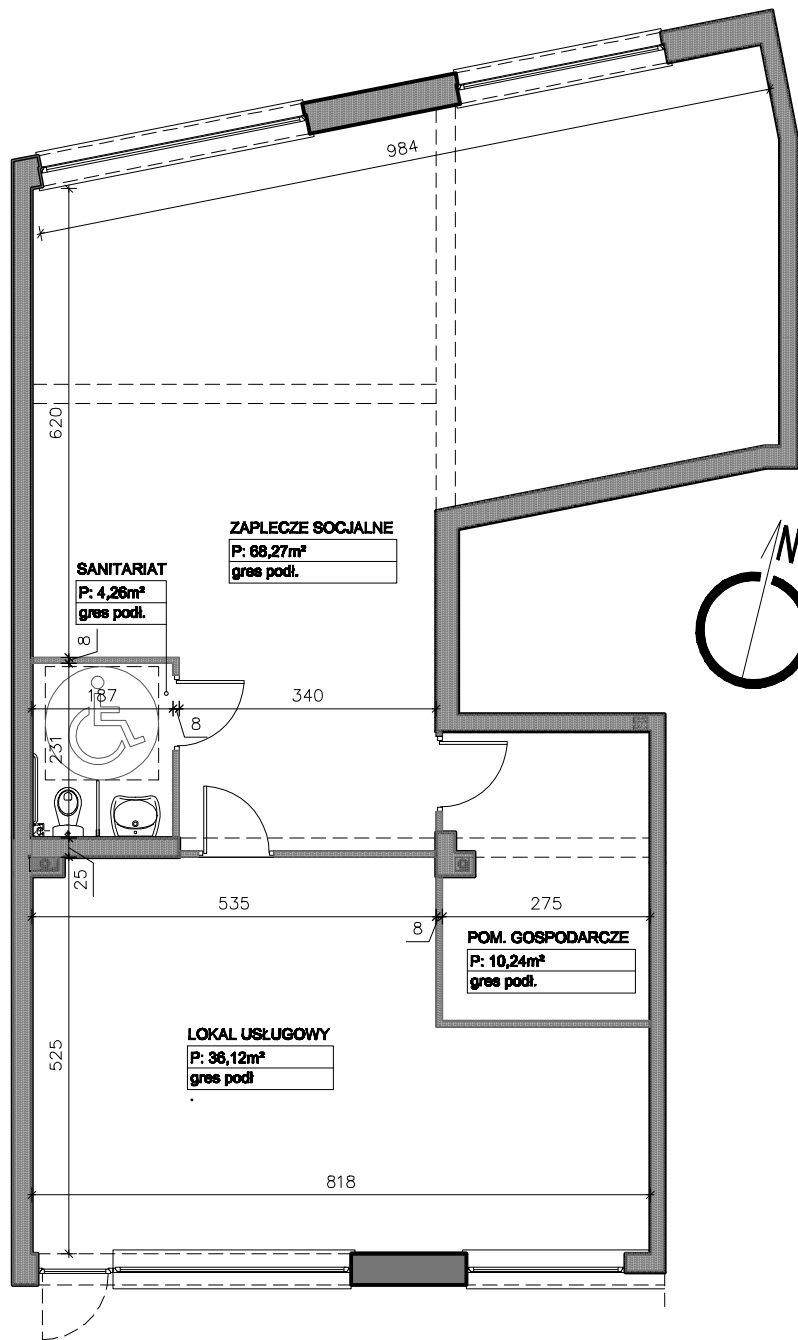 984
620
ZAPLECZE SOCJALNE
P: 68,27m²
gres podł.
SANITARIAT
P: 4,26m²
gres podł.
N
8
187
340
8
231
25
535
275
8
POM. GOSPODARCZE
P: 10,24m²
gres podł.
525
LOKAL USŁUGOWY
P: 36,12m²
gres podł
.
818